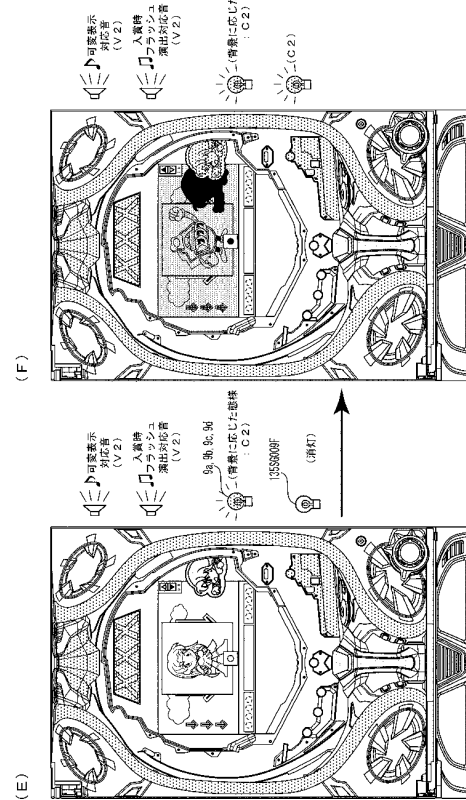 (E)
♪可変表示
対応音
(V2)
♫入賞時
フラッシュ
演出対応音
(V2)
9a, 9b, 9c, 9d
(背景に応じた態様
: C2)
135SG009F
(消灯)
(F)
♪可変表示
対応音
(V2)
♫入賞時
フラッシュ
演出対応音
(V2)
(背景に応じた
: C2)
(C2)